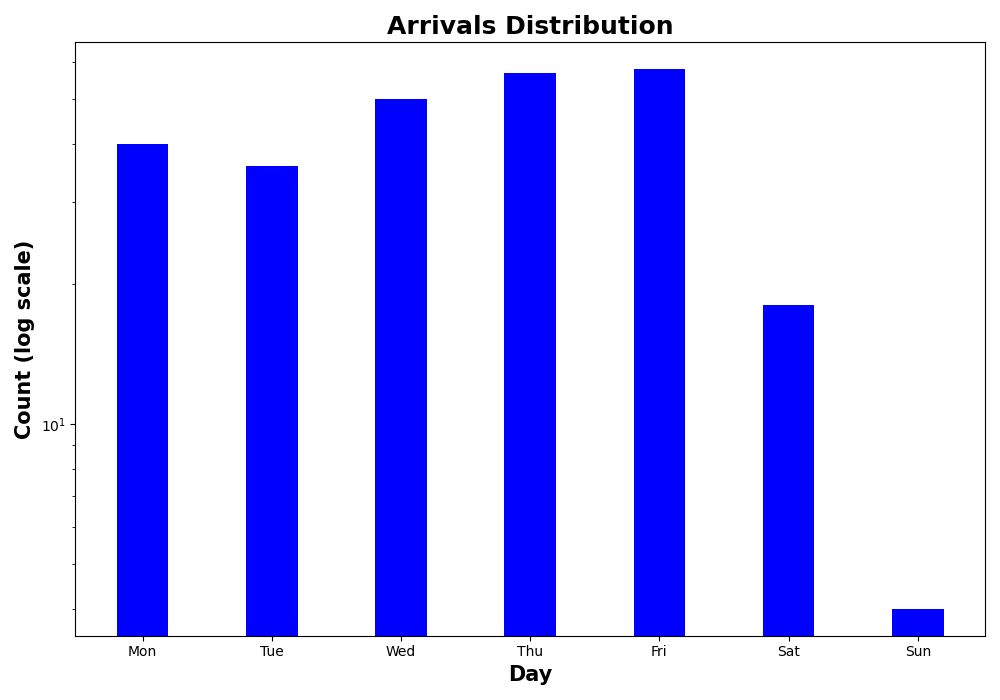 Arrivals Distribution
Count (log scale)
10¹
Mon Tue Wed Thu Fri Sat Sun
Day